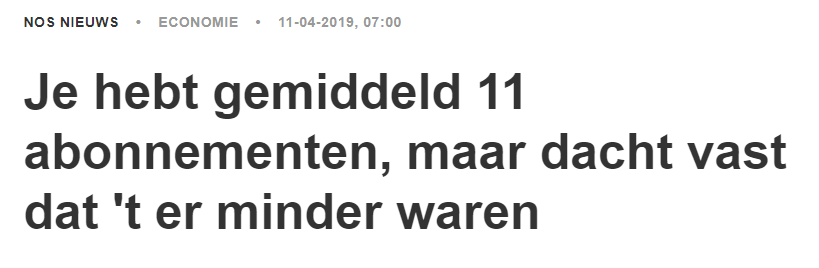 NOS NIEUWS • ECONOMIE • 11-04-2019, 07:00
Je hebt gemiddeld 11
abonnementen, maar dacht vast
dat 't er minder waren